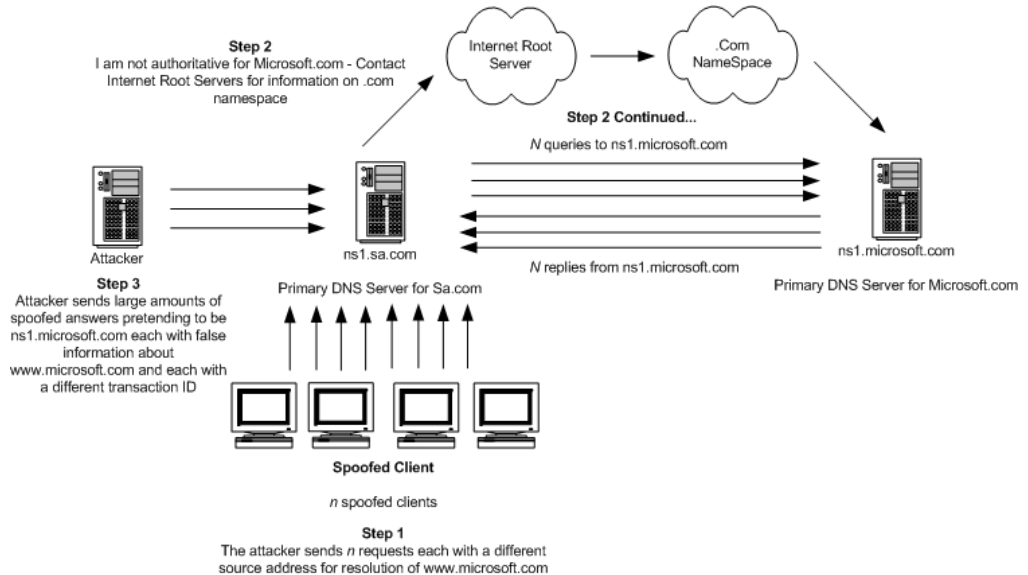 Step 2
I am not authoritative for Microsoft.com - Contact
Internet Root Servers for information on .com
namespace
Internet Root
Server
.Com
NameSpace
Step 2 Continued...
N queries to ns1.microsoft.com
Attacker
ns1.sa.com
ns1.microsoft.com
N replies from ns1.microsoft.com
Primary DNS Server for Sa.com
Primary DNS Server for Microsoft.com
Step 3
Attacker sends large amounts of
spoofed answers pretending to be
ns1.microsoft.com each with false
information about
www.microsoft.com and each with
a different transaction ID
Spoofed Client
n spoofed clients
Step 1
The attacker sends n requests each with a different
source address for resolution of www.microsoft.com